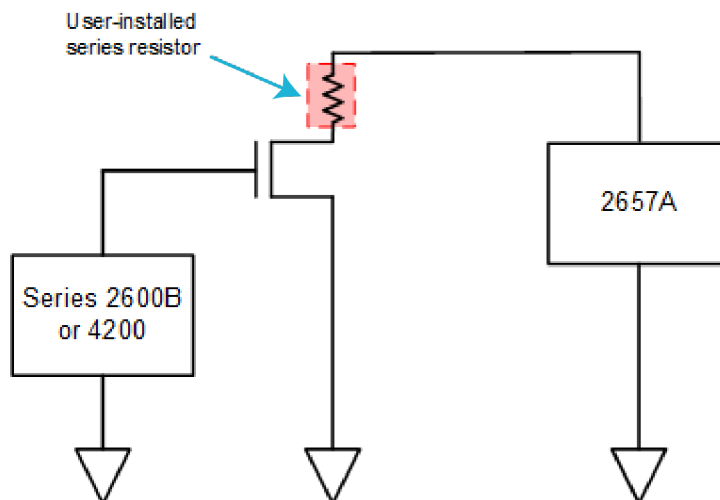 User-installed
series resistor
2657A
Series 2600B
or 4200